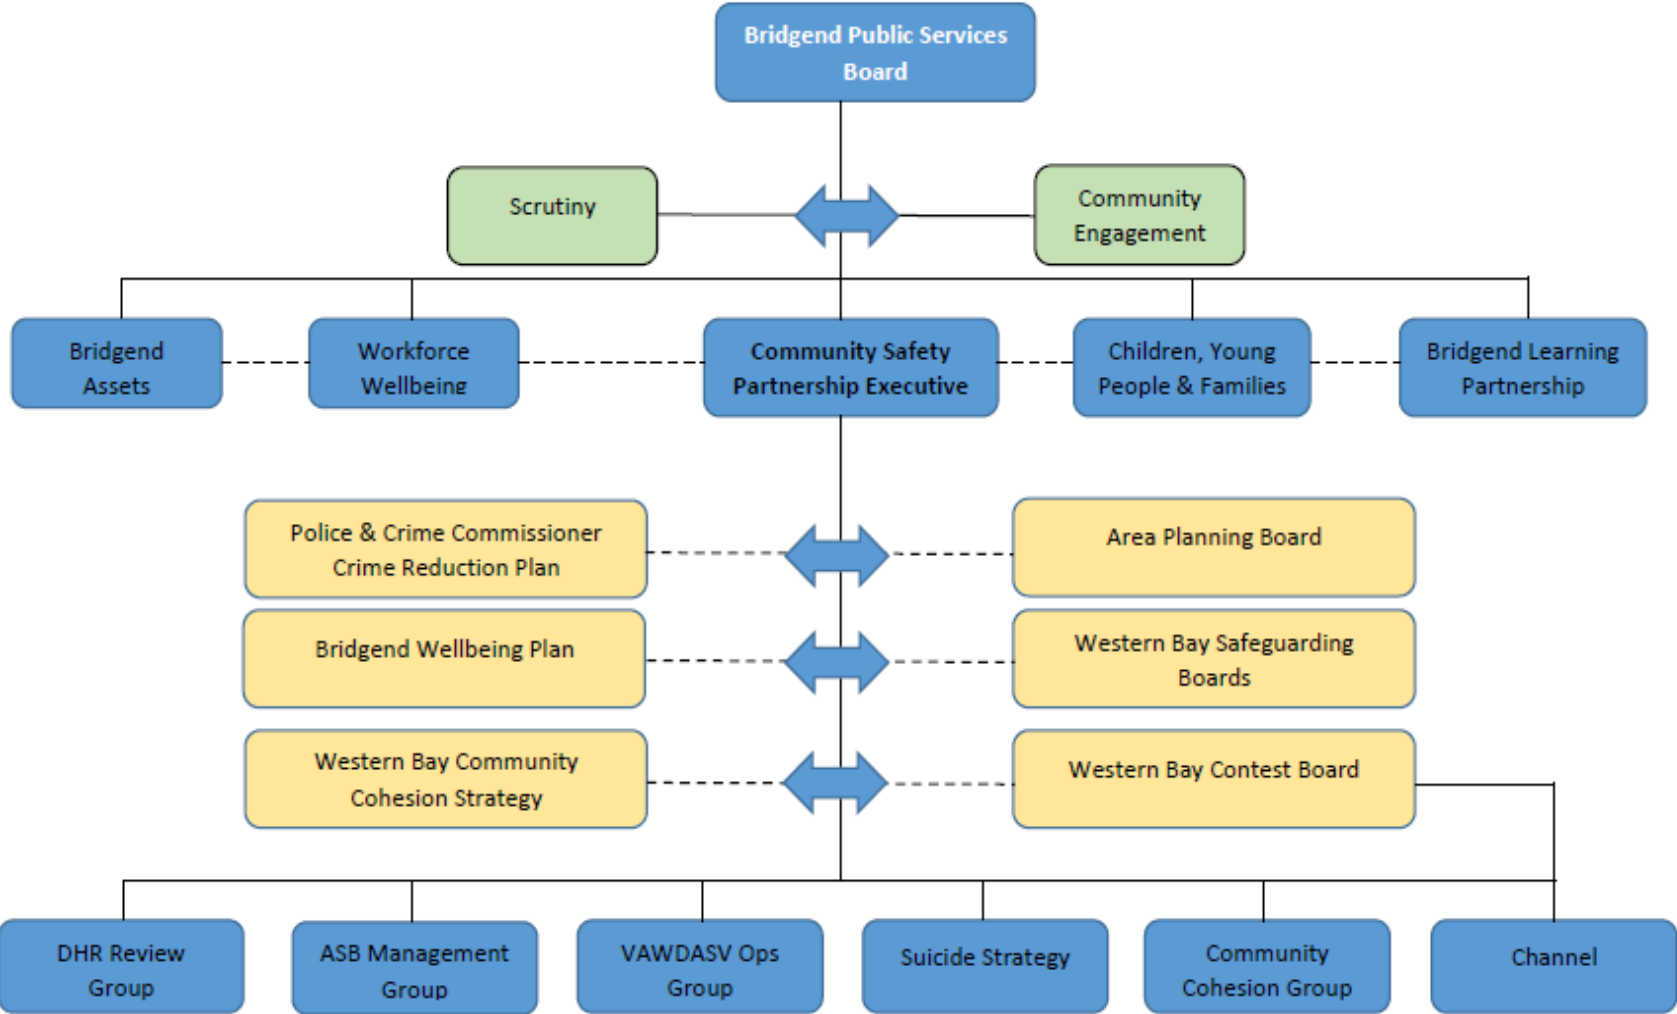 Bridgend Public Services
Board
Scrutiny
Community
Engagement
Bridgend
Assets
Workforce
Wellbeing
Community Safety
Partnership Executive
Children, Young
People & Families
Bridgend Learning
Partnership
Police & Crime Commissioner
Crime Reduction Plan
Area Planning Board
Bridgend Wellbeing Plan
Western Bay Safeguarding
Boards
Western Bay Community
Cohesion Strategy
Western Bay Contest Board
DHR Review
Group
ASB Management
Group
VAWDASV Ops
Group
Suicide Strategy
Community
Cohesion Group
Channel